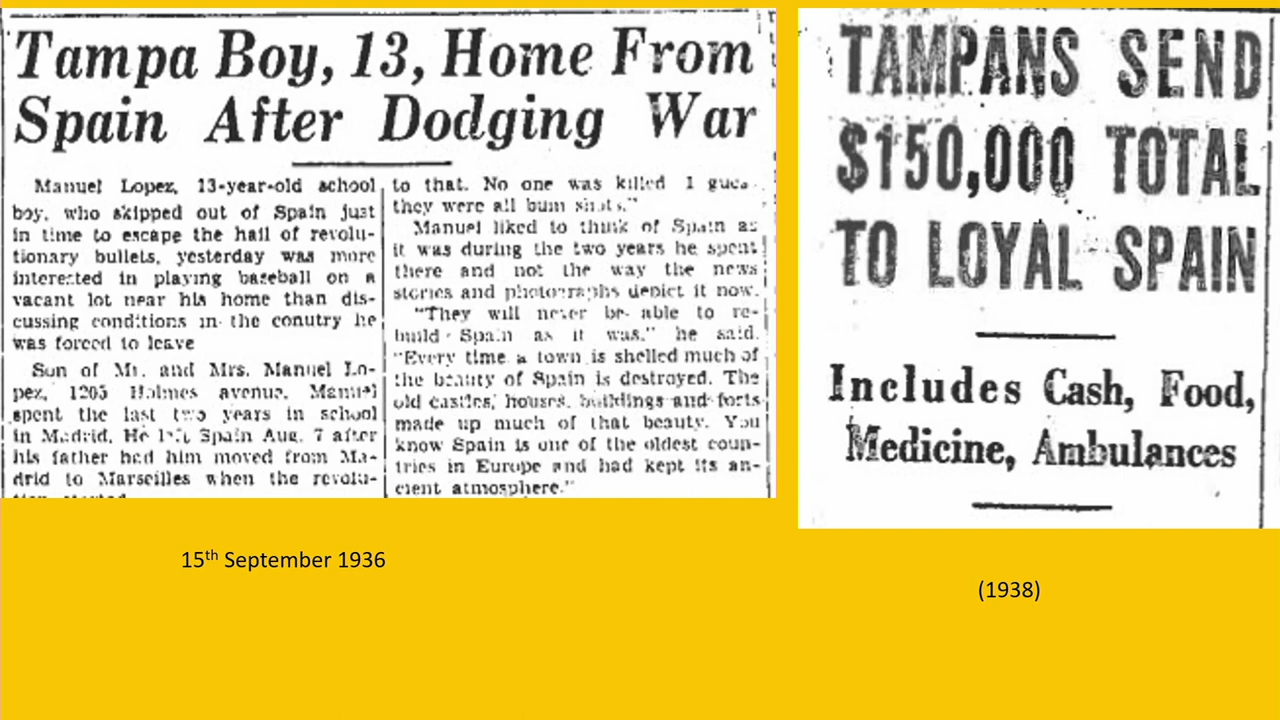 Tampa Boy, 13, Home From
Spain After Dodging War
Manuel Lopez, 13-year-old school
boy, who skipped out of Spain just
in time to escape the hail of revolu-
tionary bullets, yesterday was more
interested in playing baseball on a
vacant lot near his home than dis-
cussing conditions in the conutry he
was forced to leave
Son of Mr. and Mrs. Manuel Lo-
pez, 1205 Holmes avenue, Manuel
spent the last two years in school
in Madrid. He left Spain Aug. 7 after
his father had him moved from Ma-
drid to Marseilles when the revolu-
to that. No one was killed I
they were all bum shots."
Manuel liked to think of Spain as
it was during the two years he spent
there and not the way the news
stories and photographs depict it now.
"They will never be able to re-
build Spain as it was," he said.
"Every time a town is shelled much of
the beauty of Spain is destroyed. The
old castles, houses, buildings and forts
made up much of that beauty. You
know Spain is one of the oldest coun-
tries in Europe and had kept its an-
cient atmosphere."
15th September 1936
TAMPANS SEND
$150,000 TOTAL
TO LOYAL SPAIN
Includes Cash, Food,
Medicine, Ambulances
(1938)